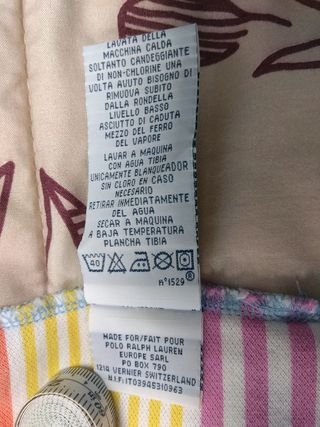 LAVATA DELLA
MACCHINA CALDA
SOLTANTO CANDEGGIANTE
DI NON-CHLORINE UNA
VOLTA AVUTO BISOGNO DI
RIMUOVA SUBITO
DALLA RONDELLA
LIVELLO BASSO
ASCIUTTO DI CADUTA
MEZZO DEL FERRO
DEL VAPORE
LAVAR A MAQUINA
CON AGUA TIBIA
UNICAMENTE BLANQUEADOR
SIN CLORO EN CASO
NECESARIO
RETIRAR INMEDIATAMENTE
DEL AGUA
SECAR A MAQUINA
A BAJA TEMPERATURA
PLANCHA TIBIA
40
n°1529 ®
MADE FOR/FAIT POUR
POLO RALPH LAUREN
EUROPE SARL
PO BOX 790
1214 VERNIER SWITZERLAND
N.I.F:IT03945310963